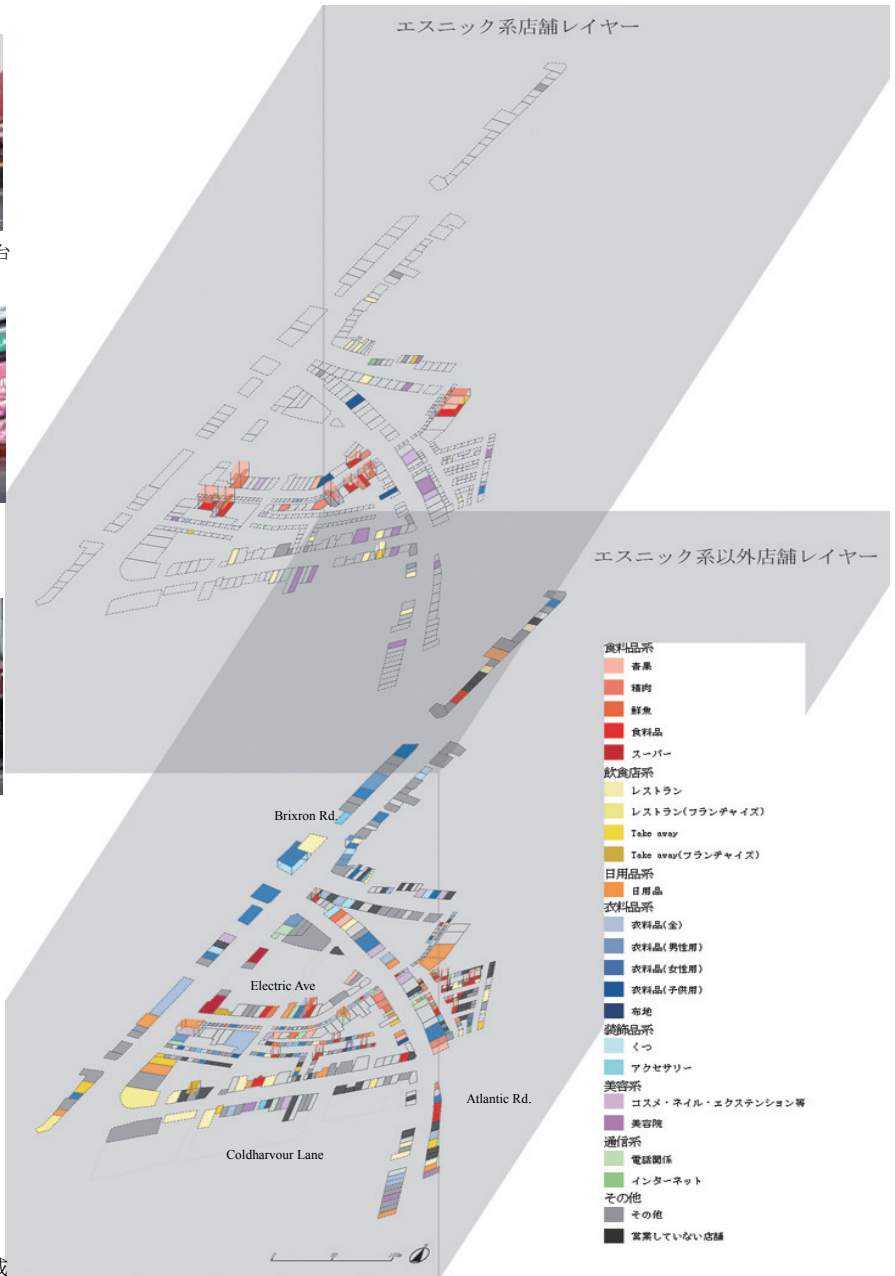 エスニック系店舗レイヤー
台
エスニック系以外店舗レイヤー
食料品系
青果
精肉
鮮魚
食料品
スーパー
飲食店系
レストラン
レストラン(フランチャイズ)
Take away
Take away(フランチャイズ)
日用品系
日用品
衣料品系
衣料品(全)
衣料品(男性用)
衣料品(女性用)
衣料品(子供用)
布地
装飾品系
くつ
アクセサリー
美容系
コスメ・ネイル・エクステンション等
美容院
通信系
電話関係
インターネット
その他
その他
営業していない店舗
Brixron Rd.
Electric Ave
Atlantic Rd.
Coldharvour Lane